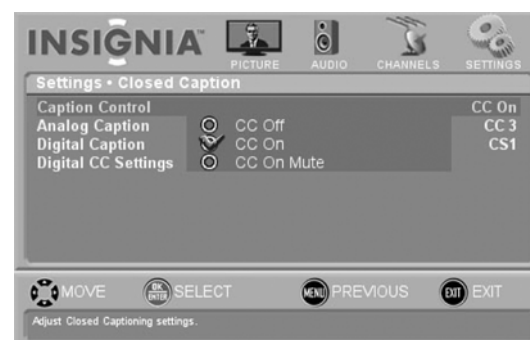 INSIGNIA™
PICTURE AUDIO CHANNELS SETTINGS
Settings • Closed Caption
Caption Control CC On
Analog Caption CC Off CC 3
Digital Caption CC On CS1
Digital CC Settings CC On Mute
MOVE OK ENTER SELECT MENU PREVIOUS EXIT EXIT
Adjust Closed Captioning settings.